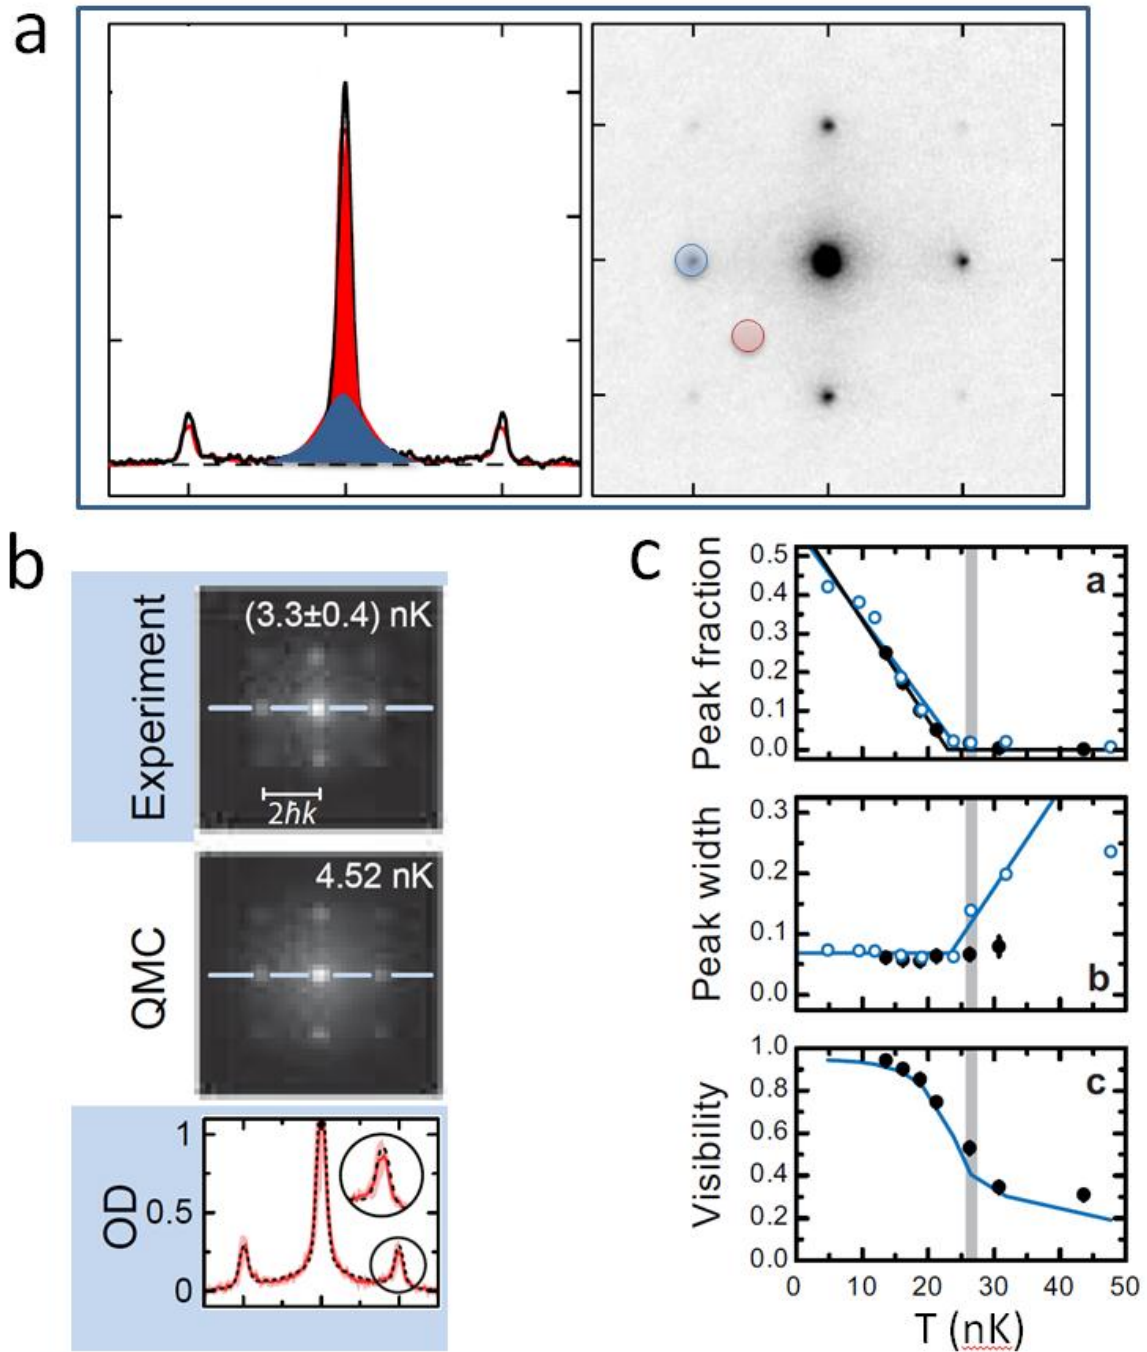 a
b
Experiment
(3.3±0.4) nK
2ħk
QMC
4.52 nK
OD
1
0.5
0
c
Peak fraction
0.5
0.4
0.3
0.2
0.1
0.0
a
Peak width
0.3
0.2
0.1
0.0
b
Visibility
1.0
0.8
0.6
0.4
0.2
0.0
c
0 10 20 30 40 50
T (nK)